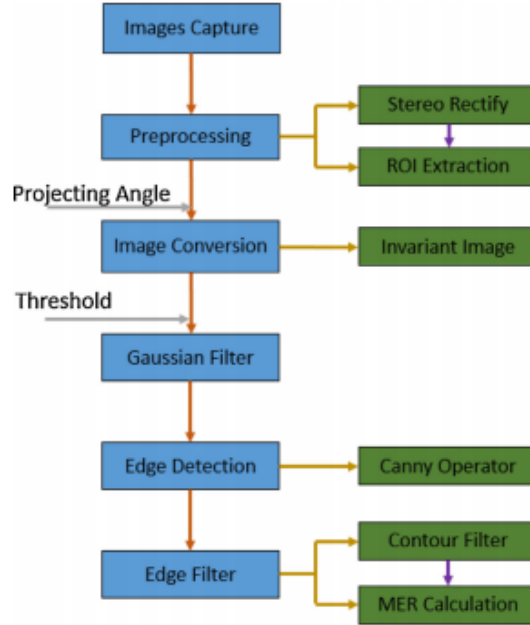 Images Capture
Stereo Rectify
Preprocessing
ROI Extraction
Projecting Angle
Image Conversion
Invariant Image
Threshold
Gaussian Filter
Edge Detection
Canny Operator
Contour Filter
Edge Filter
MER Calculation